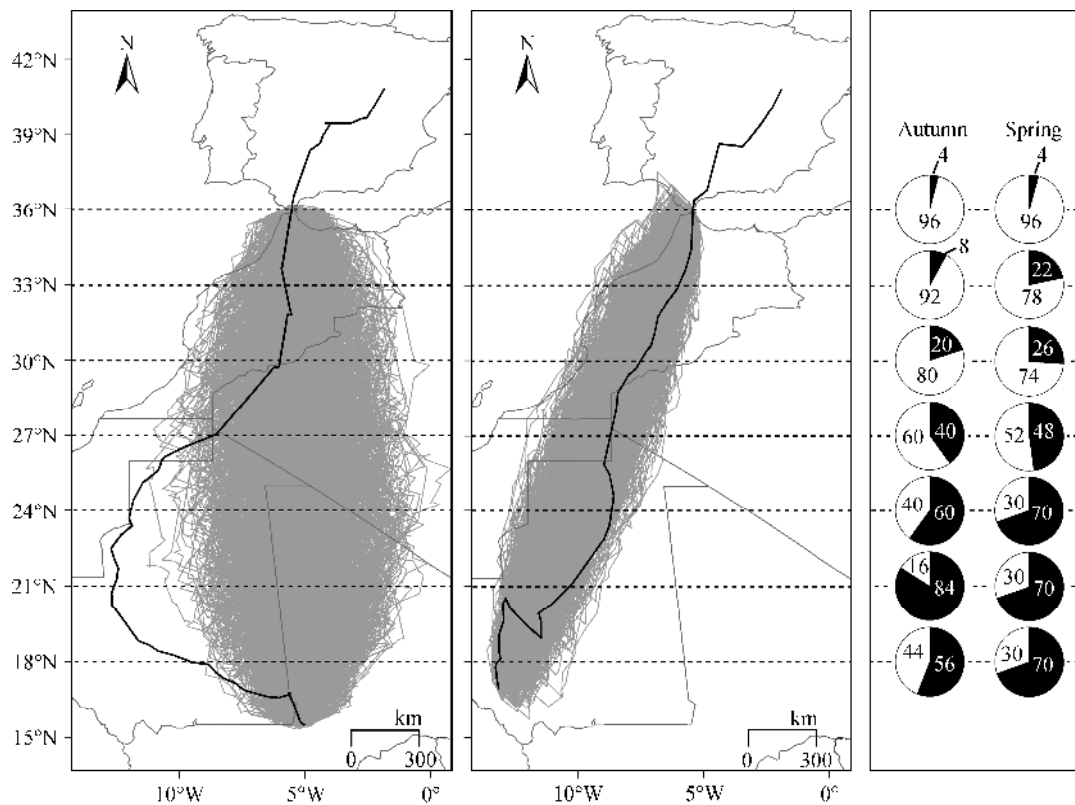 N
N
42°N
39°N
36°N
33°N
30°N
27°N
24°N
21°N
18°N
15°N
km
0 300
km
0 300
10°W 5°W 0°
10°W 5°W 0°
Autumn Spring
4 4
96 96
8 22
92 78
20 26
80 74
60 40 52 48
40 60 30 70
16 84 30 70
44 56 30 70